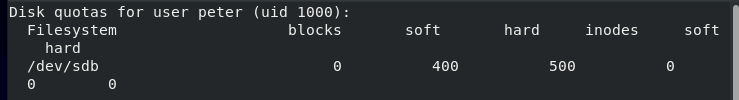 Disk quotas for user peter (uid 1000):
  Filesystem                   blocks       soft       hard     inodes     soft
    hard
  /dev/sdb                          0          400          500          0
  0        0